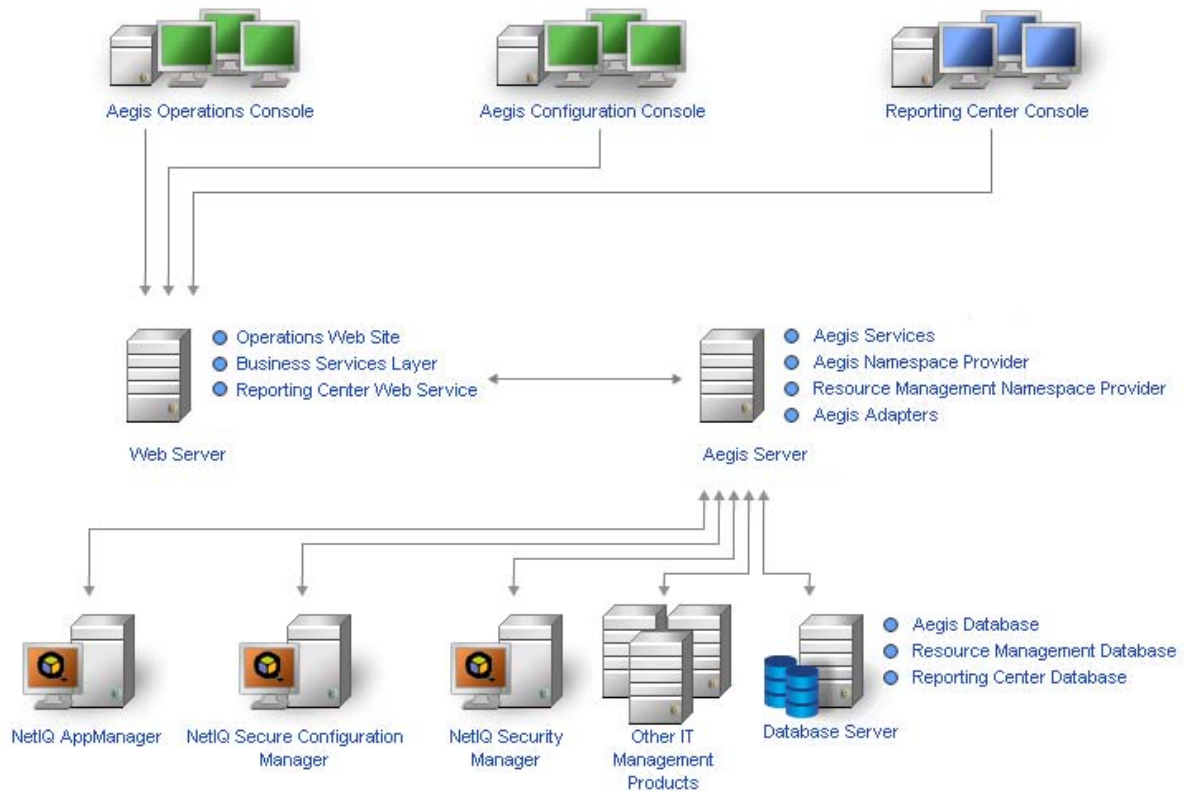 Aegis Operations Console
Aegis Configuration Console
Reporting Center Console
Operations Web Site
Business Services Layer
Reporting Center Web Service
Web Server
Aegis Services
Aegis Namespace Provider
Resource Management Namespace Provider
Aegis Adapters
Aegis Server
NetIQ AppManager
NetIQ Secure Configuration
Manager
NetIQ Security
Manager
Other IT
Management
Products
Aegis Database
Resource Management Database
Reporting Center Database
Database Server